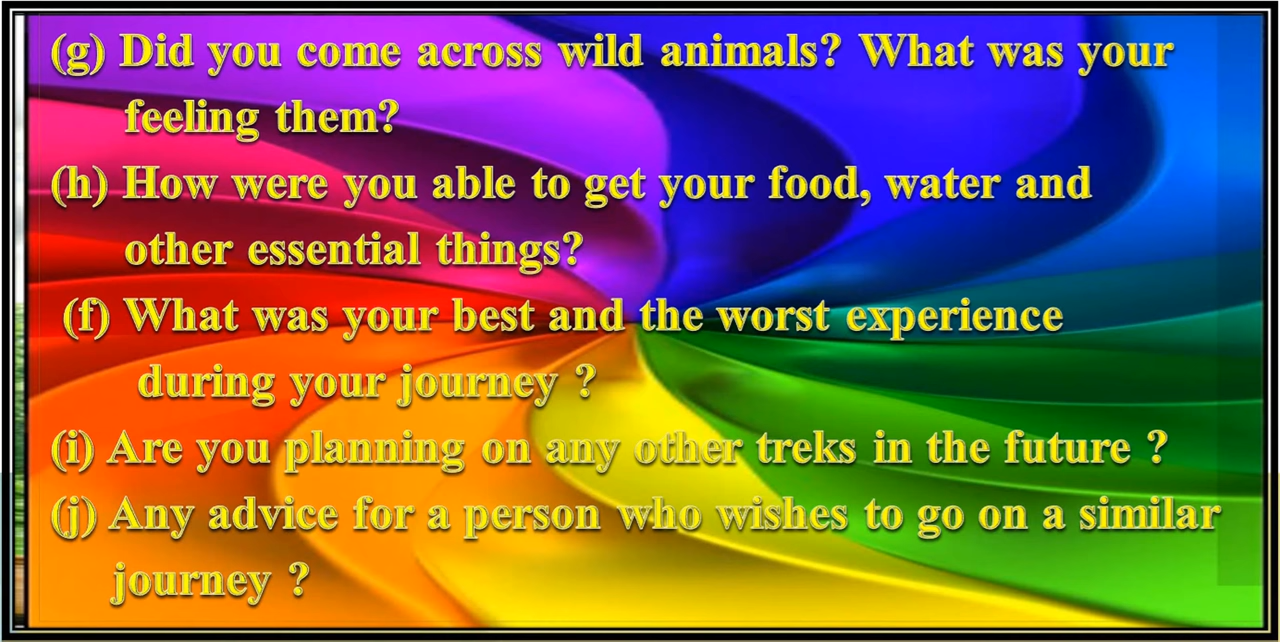 (g) Did you come across wild animals? What was your
feeling them?
(h) How were you able to get your food, water and
other essential things?
(f) What was your best and the worst experience
during your journey ?
(i) Are you planning on any other treks in the future ?
(j) Any advice for a person who wishes to go on a similar
journey ?